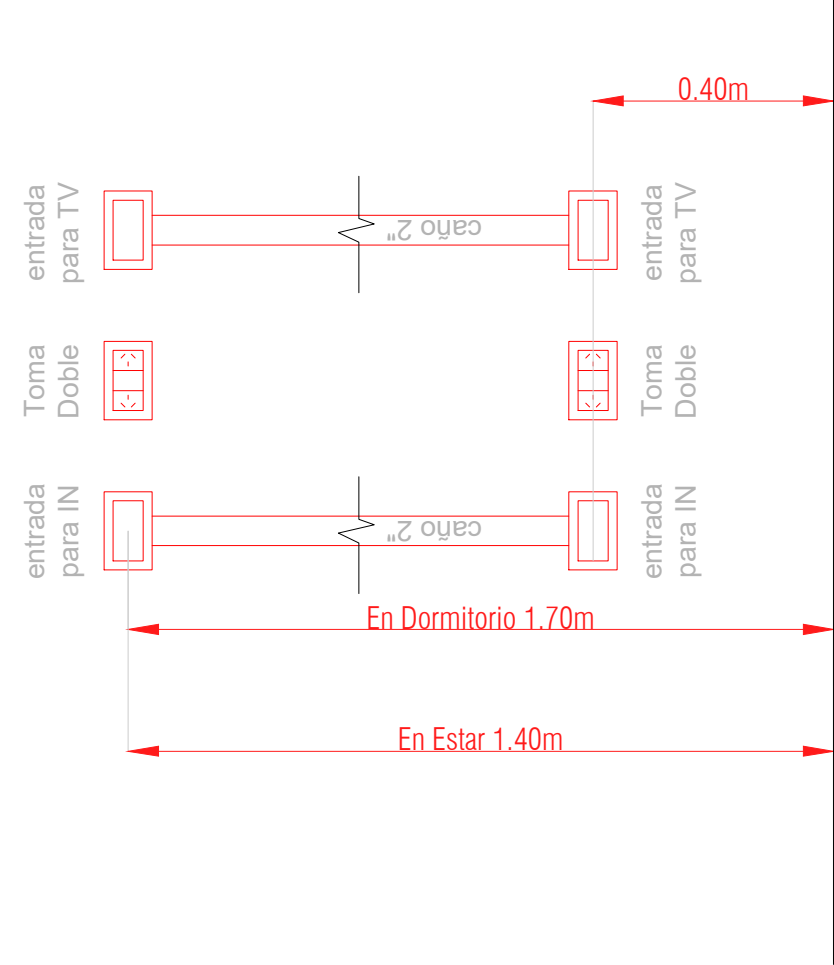 0.40m
entrada
para TV
caño 2"
entrada
para TV
Toma
Doble
Toma
Doble
entrada
para IN
caño 2"
entrada
para IN
En Dormitorio 1.70m
En Estar 1.40m